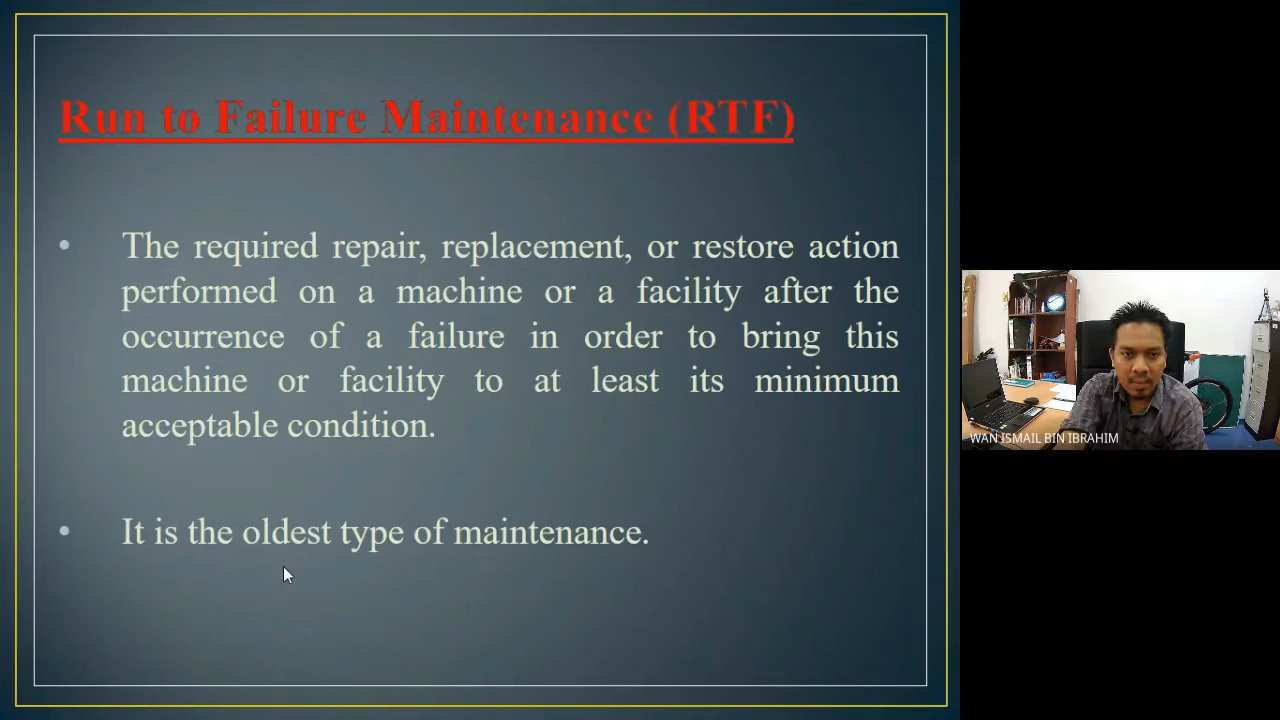 Run to Failure Maintenance (RTF)
• The required repair, replacement, or restore action
performed on a machine or a facility after the
occurrence of a failure in order to bring this
machine or facility to at least its minimum
acceptable condition.
• It is the oldest type of maintenance.
WAN ISMAIL BIN IBRAHIM